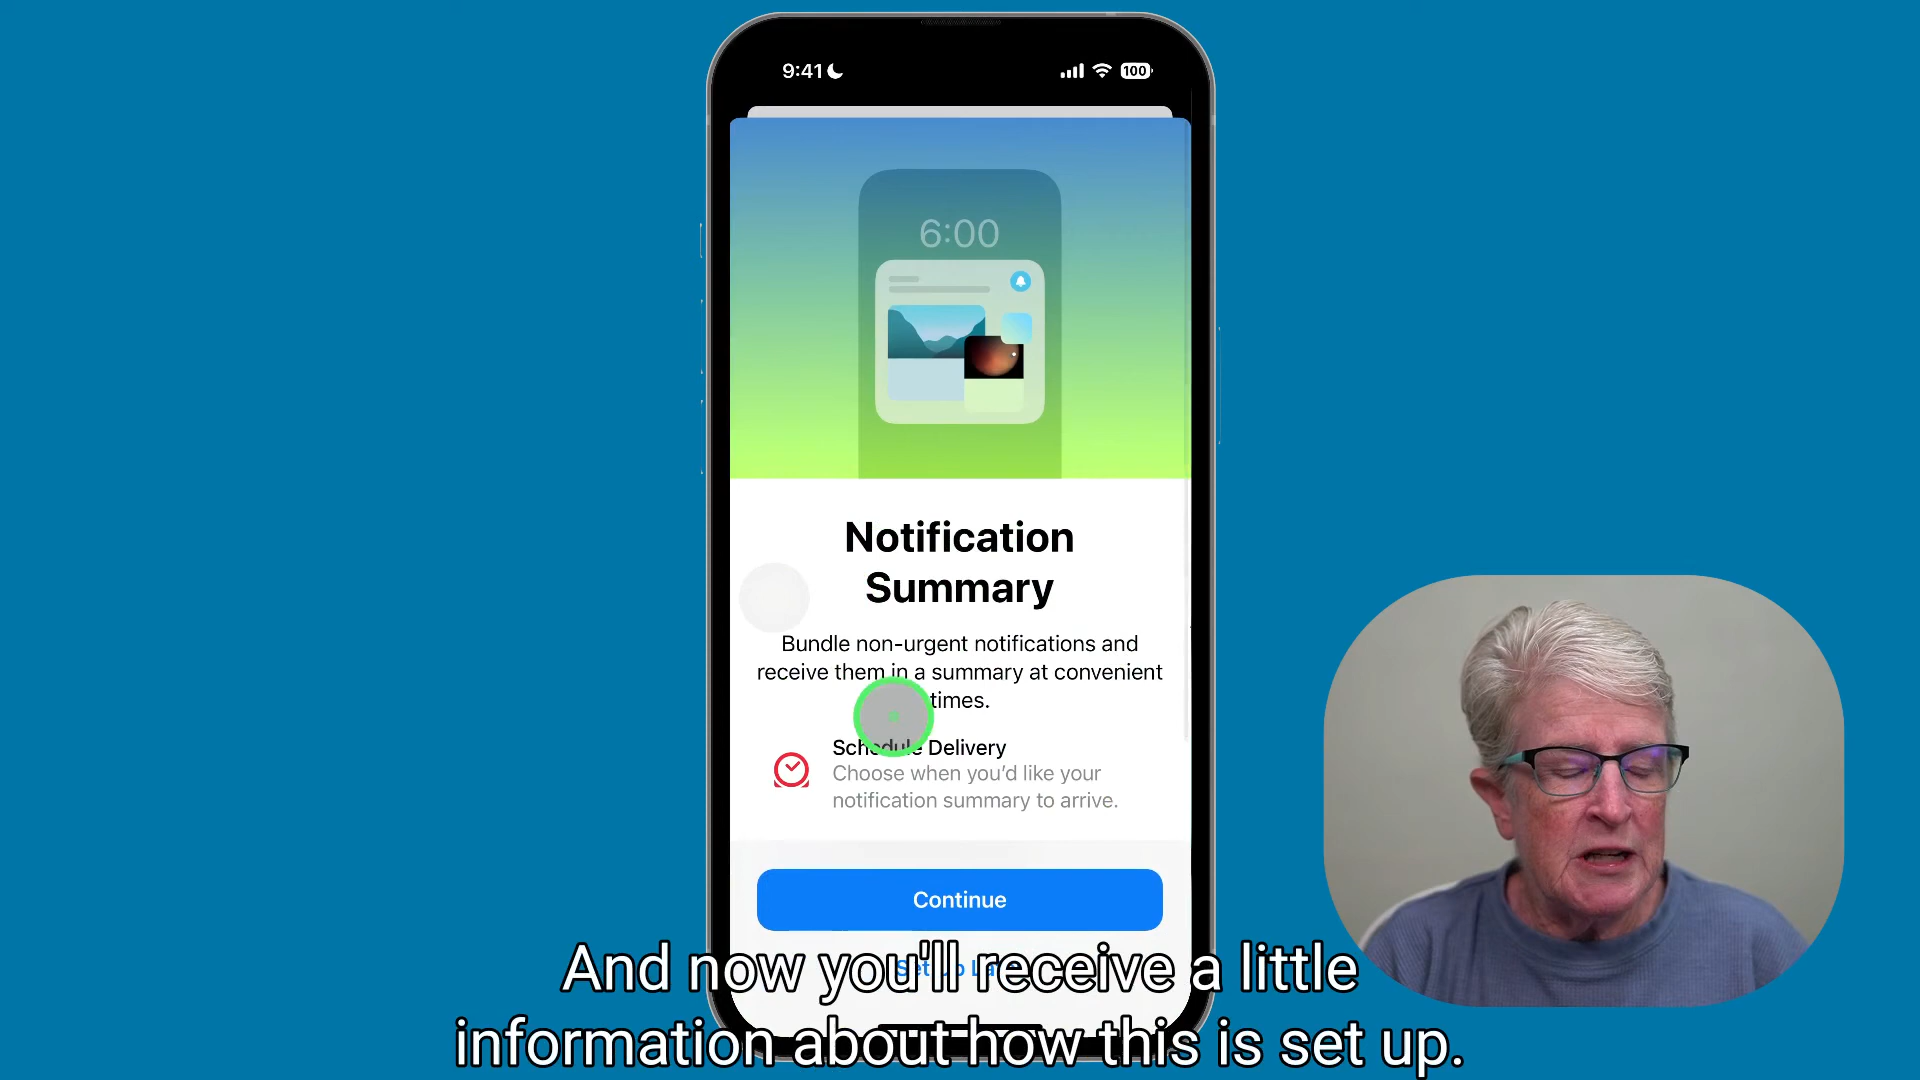 9:41
100
6:00
Notification
Summary
Bundle non-urgent notifications and
receive them in a summary at convenient
times.
Schedule Delivery
Choose when you'd like your
notification summary to arrive.
Continue
And now you'll receive a little
information about how this is set up.